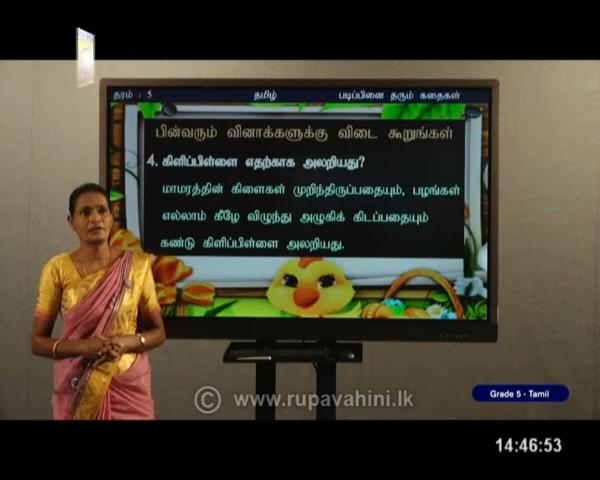 தரம் : 5 தமிழ் படிப்பினை தரும் கதைகள்
பின்வரும் வினாக்களுக்கு விடை கூறுங்கள்
4. கிளிப்பிள்ளை எதற்காக அலறியது?
மாமரத்தின் கிளைகள் முறிந்திருப்பதையும், பழங்கள்
எல்லாம் கீழே விழுந்து அழுகிக் கிடப்பதையும்
கண்டு கிளிப்பிள்ளை அலறியது.
Grade 5 - Tamil
© www.rupavahini.lk
14:46:53